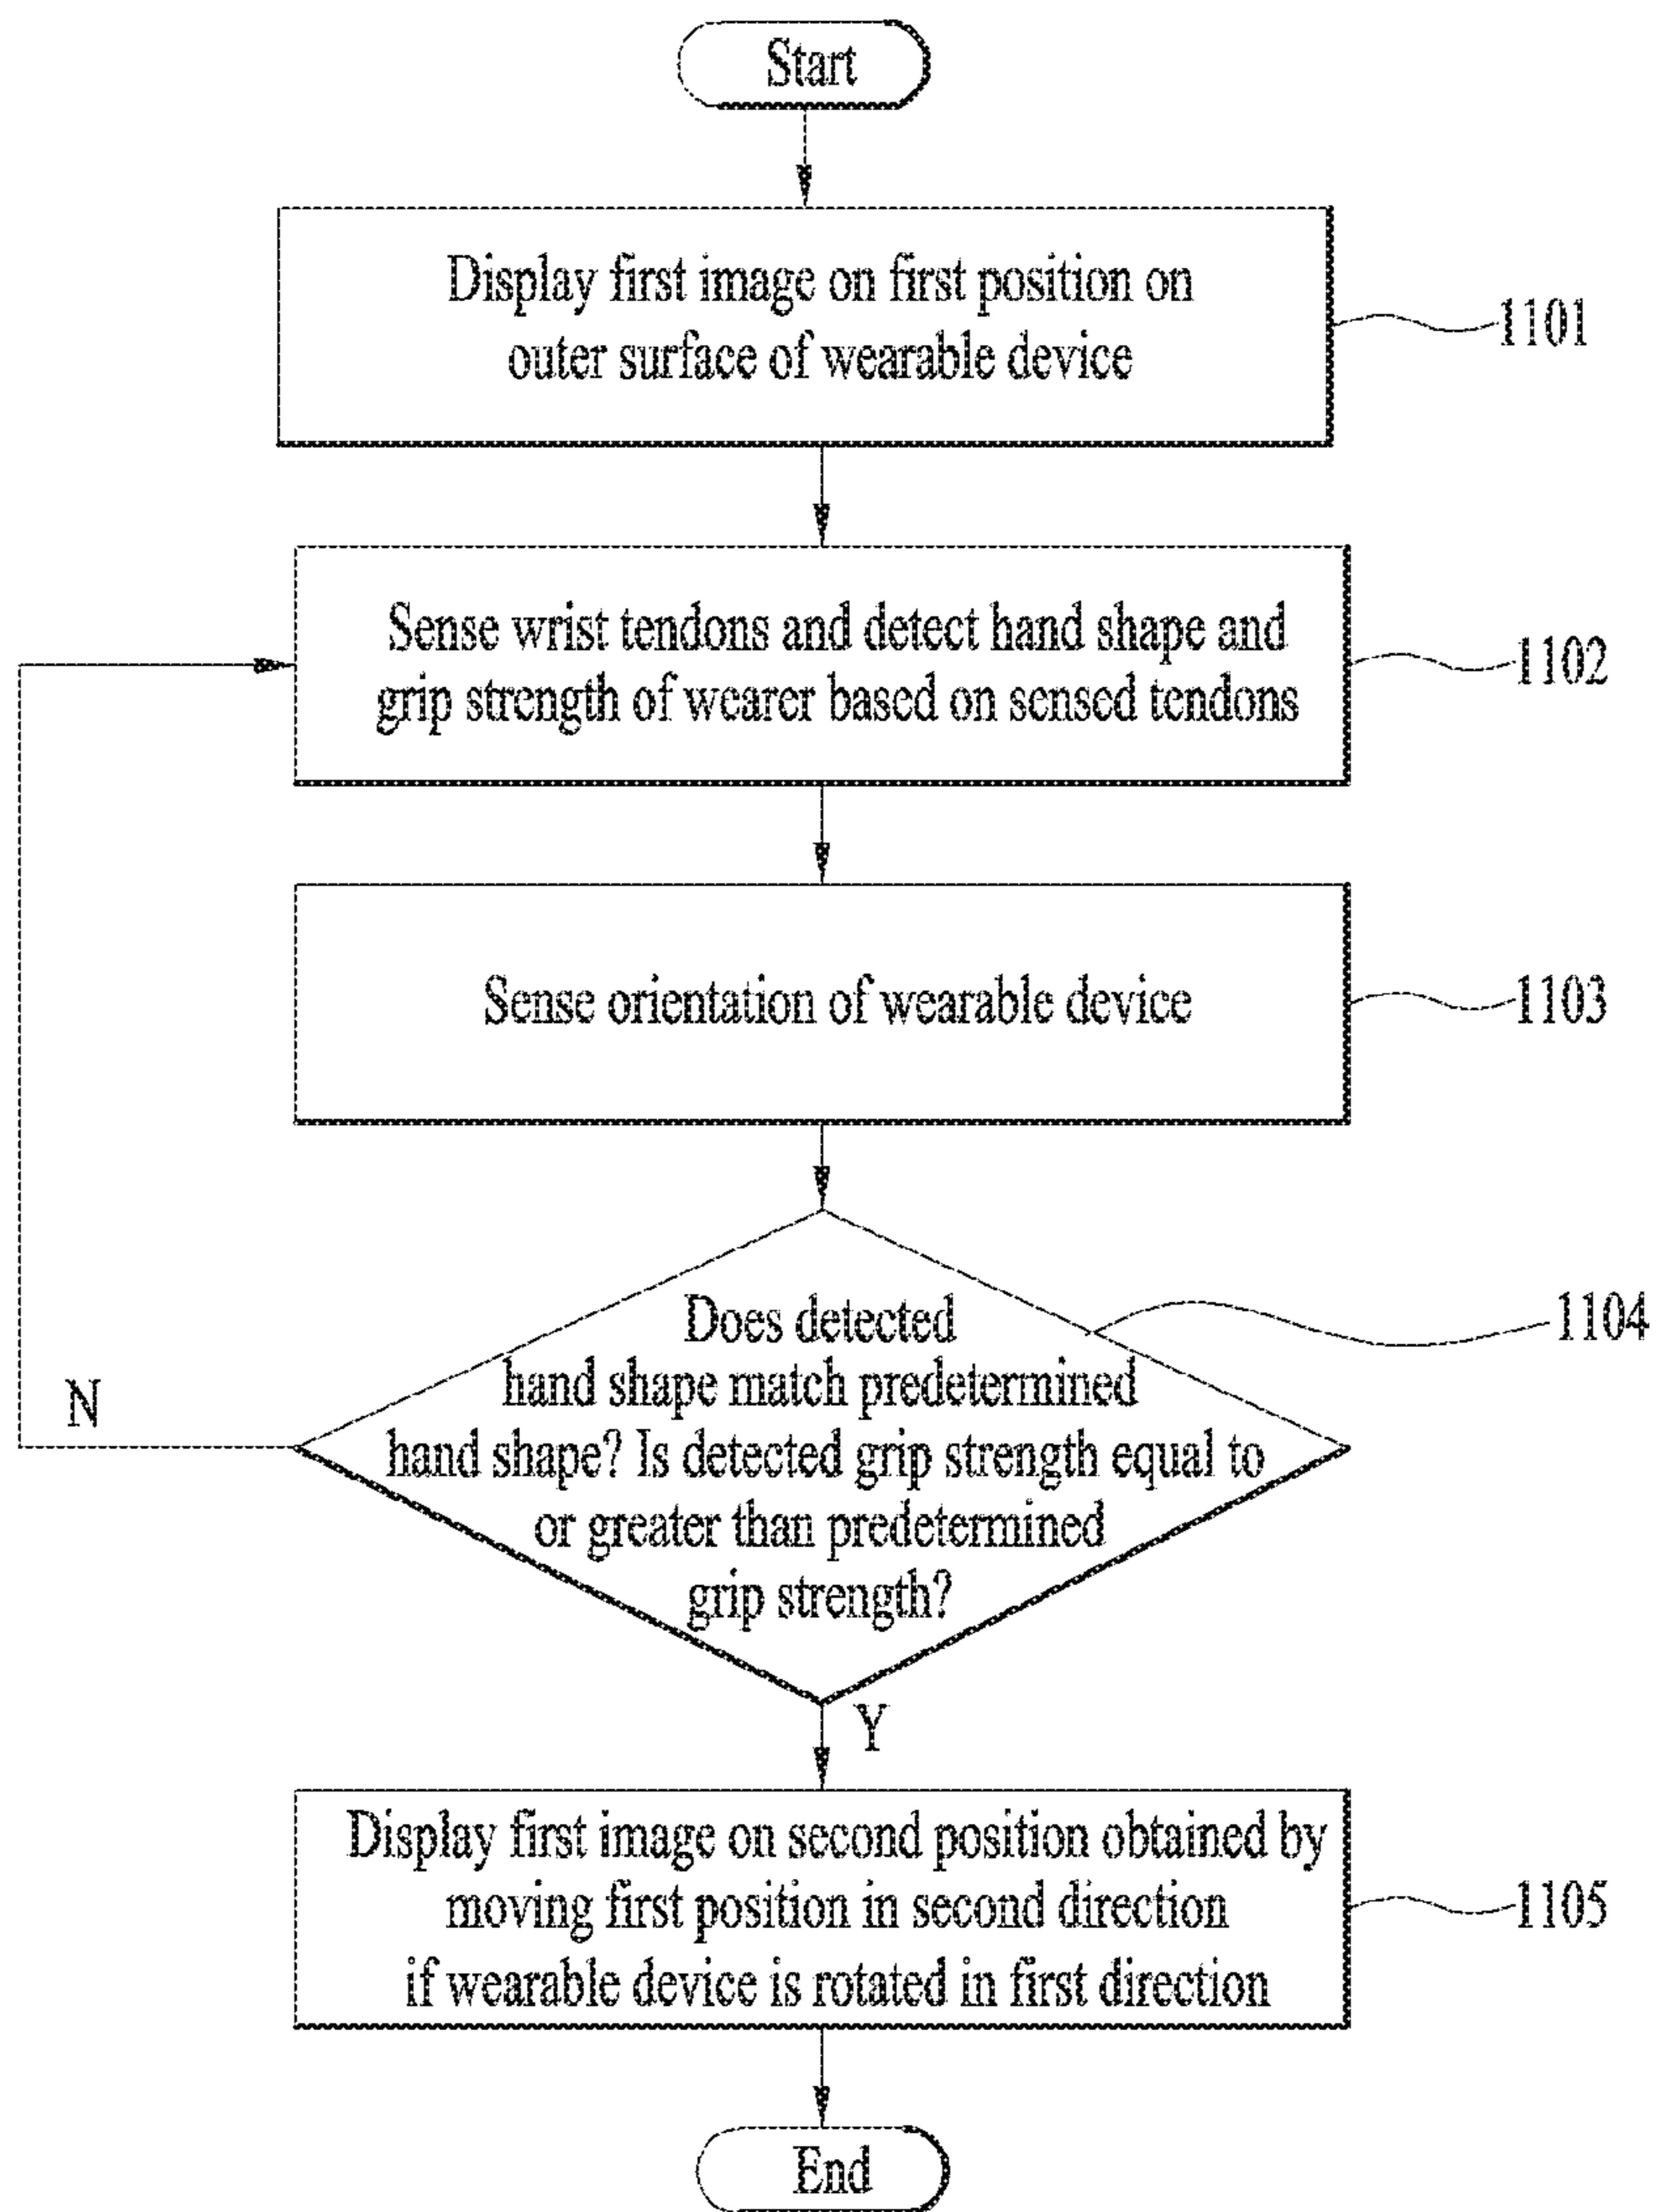 Start
Display first image on first position on
outer surface of wearable device
1101
Sense wrist tendons and detect hand shape and
grip strength of wearer based on sensed tendons
1102
Sense orientation of wearable device
1103
Does detected
hand shape match predetermined
hand shape? Is detected grip strength equal to
or greater than predetermined
grip strength?
1104
N
Y
Display first image on second position obtained by
moving first position in second direction
if wearable device is rotated in first direction
1105
End